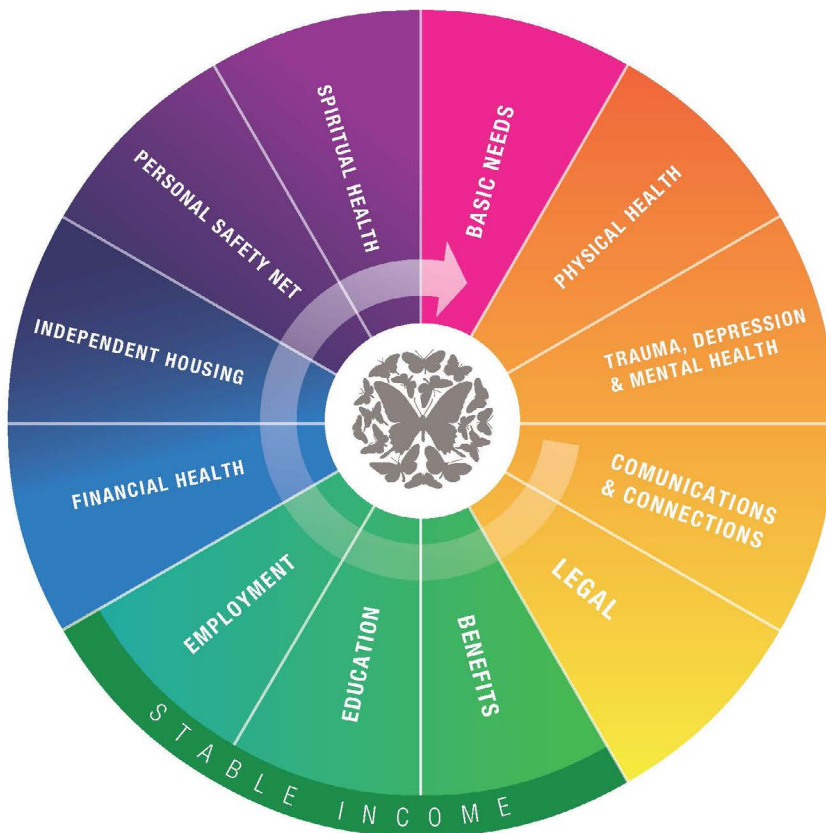 BASIC NEEDS
PHYSICAL HEALTH
TRAUMA, DEPRESSION
& MENTAL HEALTH
COMUNICATIONS
& CONNECTIONS
LEGAL
BENEFITS
EDUCATION
EMPLOYMENT
STABLE INCOME
FINANCIAL HEALTH
INDEPENDENT HOUSING
PERSONAL SAFETY NET
SPIRITUAL HEALTH